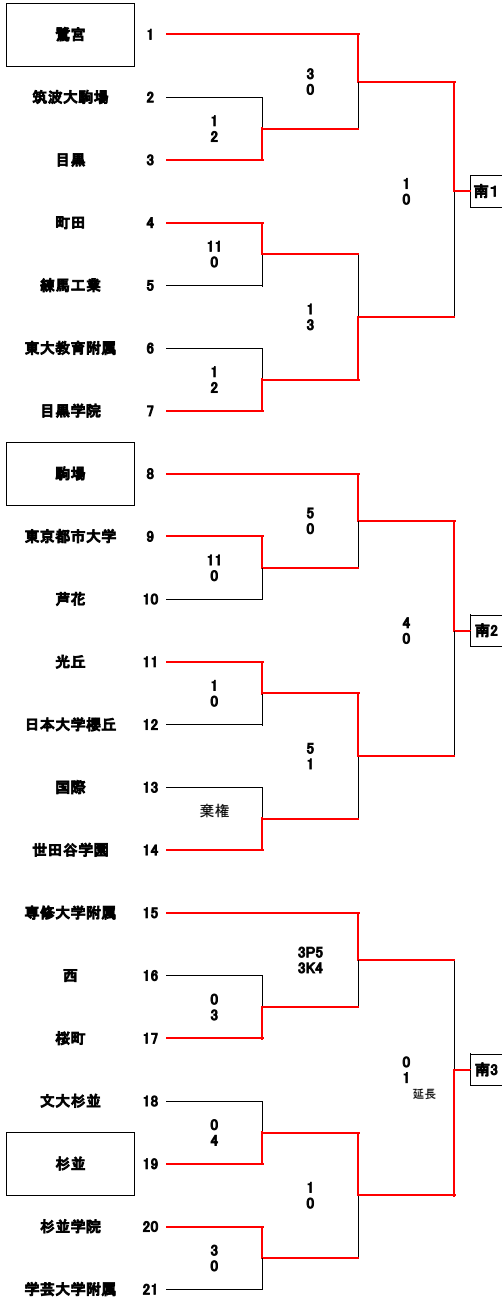 鷺宮 1
3
0
筑波大駒場 2
1
2
目黒 3
1
0
南1
町田 4
11
0
練馬工業 5
1
3
東大教育附属 6
1
2
目黒学院 7
駒場 8
5
0
東京都市大学 9
11
0
芦花 10
4
0
南2
光丘 11
1
0
日本大学櫻丘 12
5
1
国際 13
棄権
世田谷学園 14
専修大学附属 15
3P5
3K4
西 16
0
3
桜町 17
0
1
延長
南3
文大杉並 18
0
4
杉並 19
1
0
杉並学院 20
3
0
学芸大学附属 21